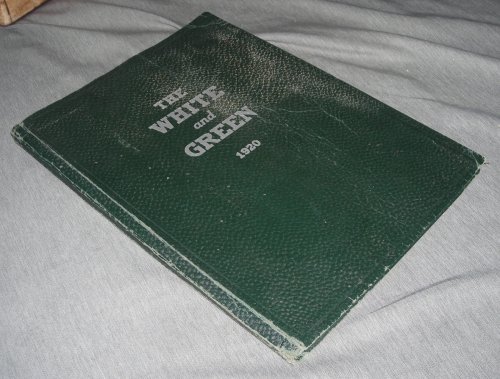 THE
WHITE
and
GREEN
1920